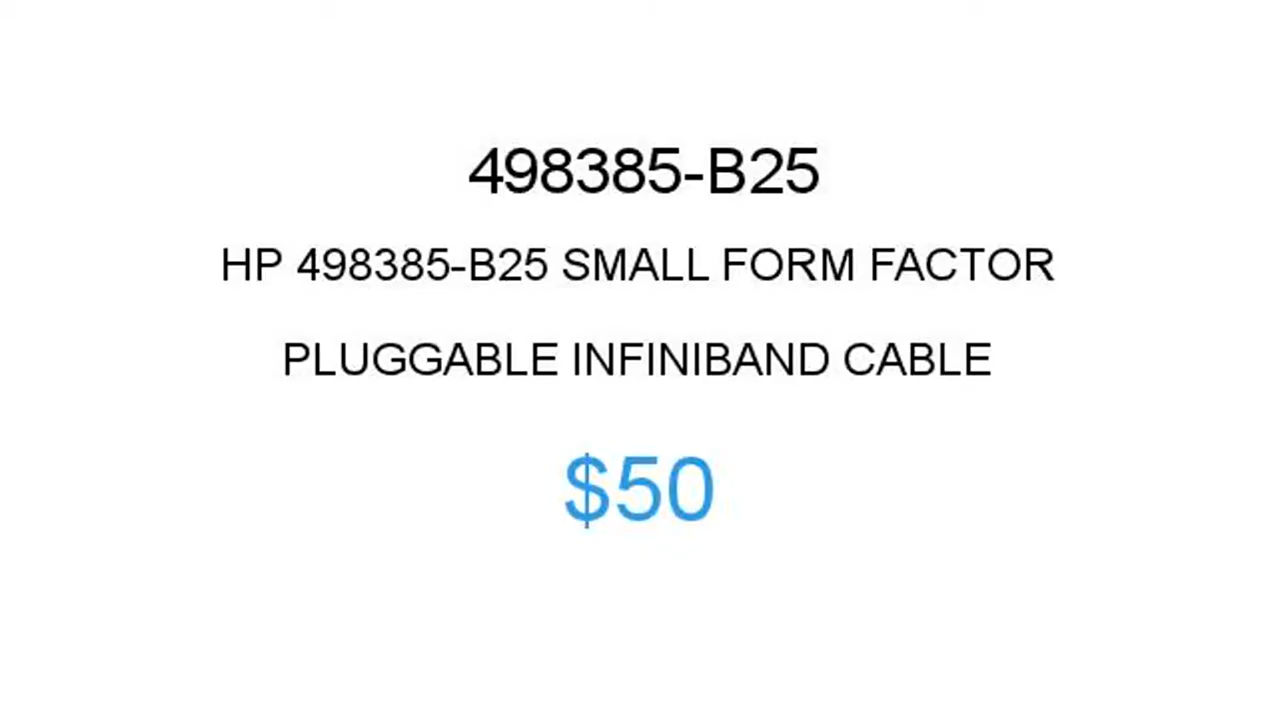 498385-B25
HP 498385-B25 SMALL FORM FACTOR
PLUGGABLE INFINIBAND CABLE
$50